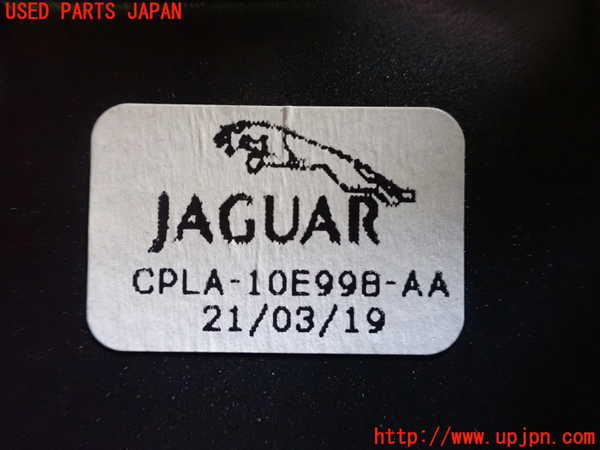 USED PARTS JAPAN
JAGUAR
CPLA-10E998-AA
21/03/19
http://www.upjpn.com/